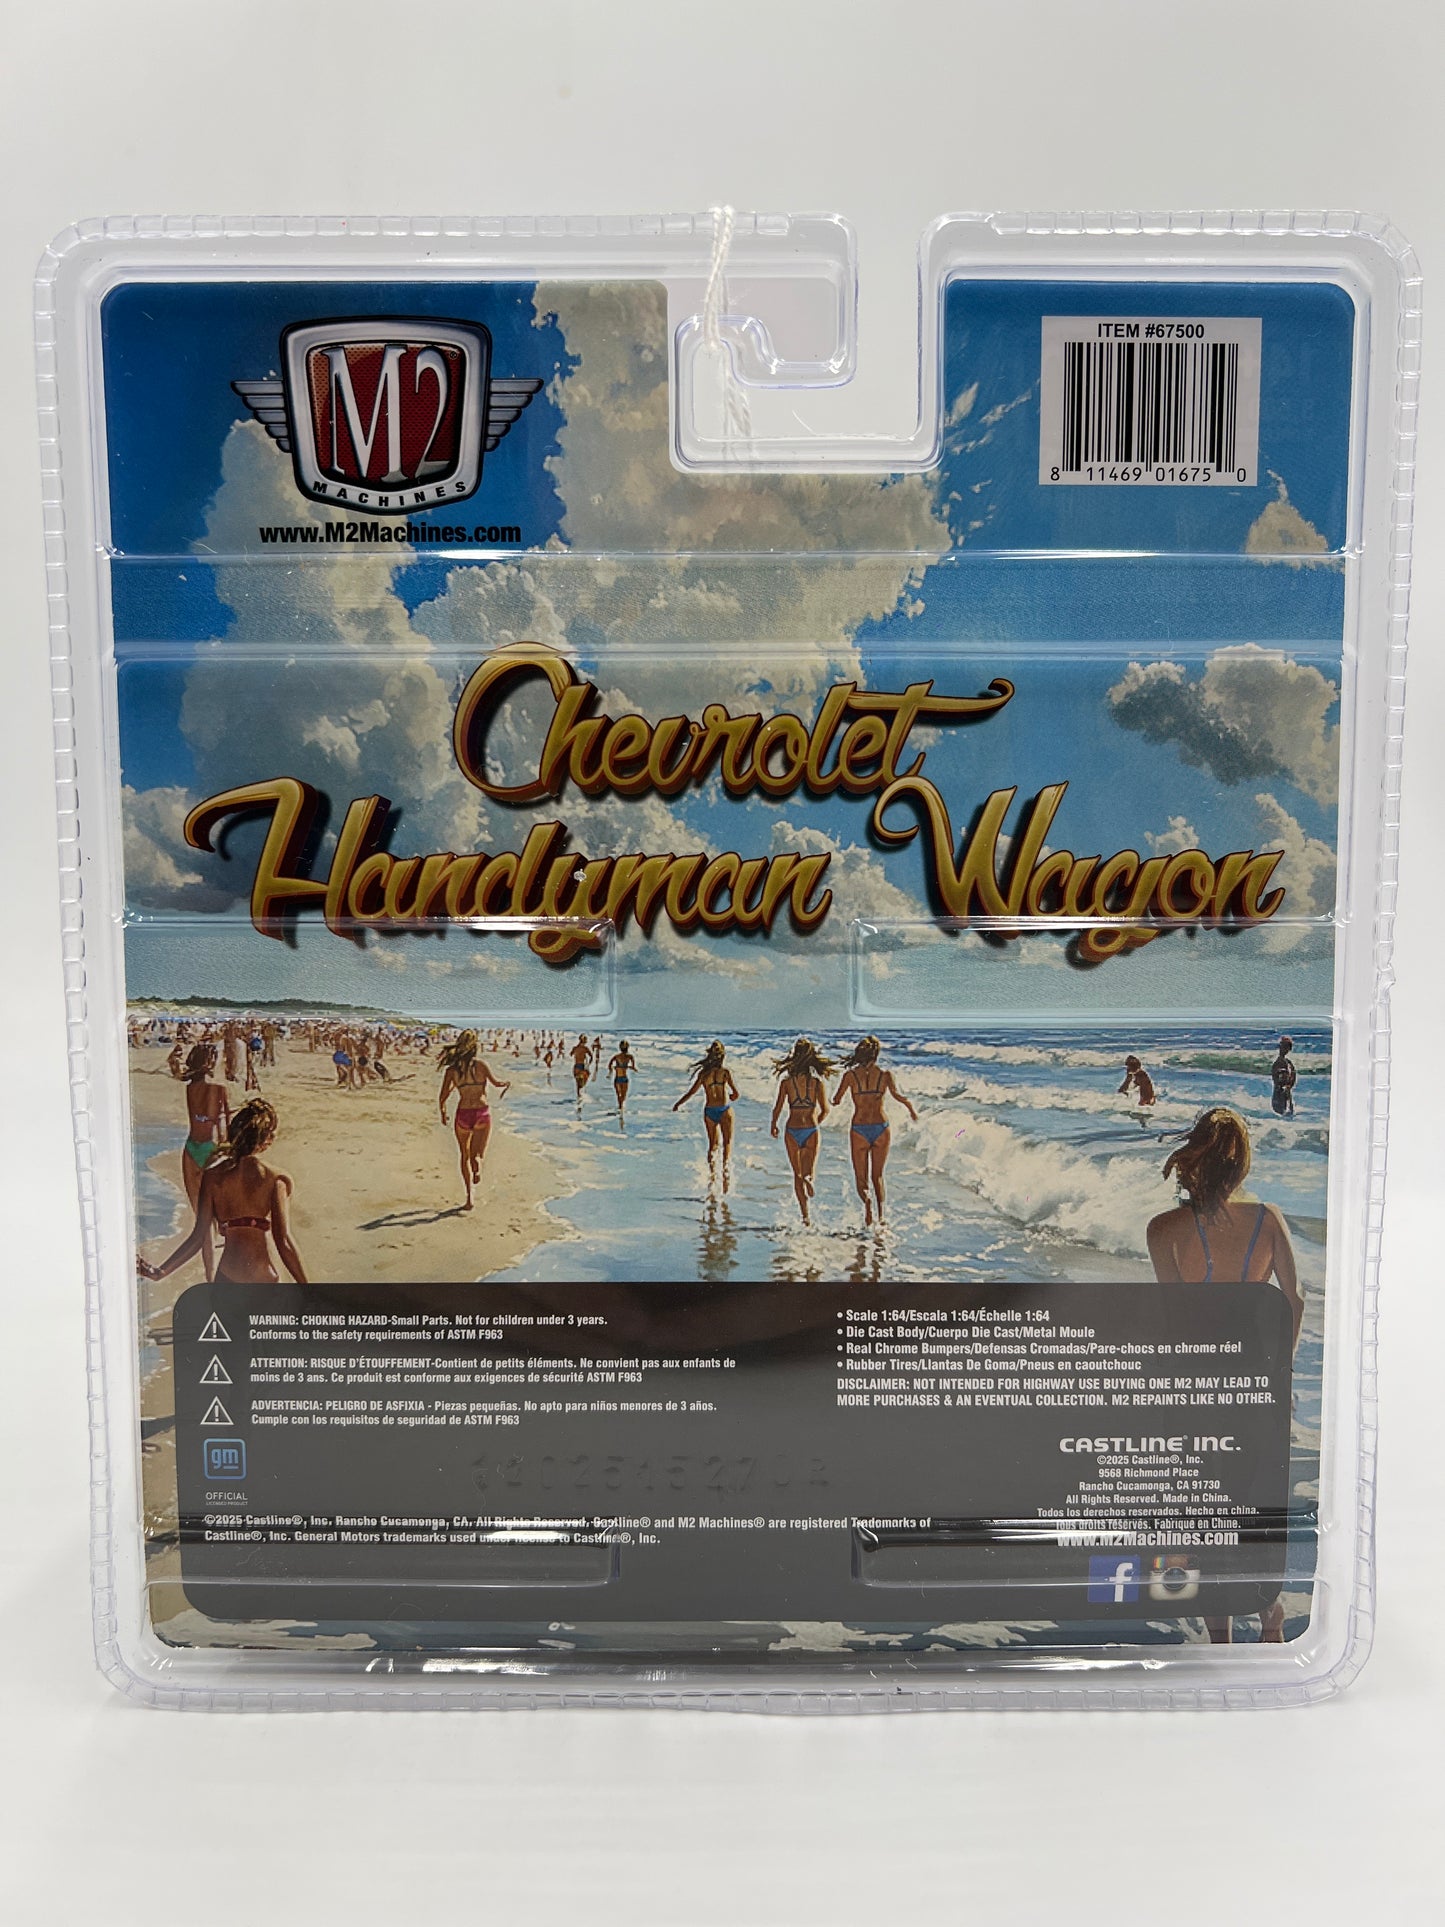 ITEM #67500
8 11469 01675 0
M2
MACHINES
www.M2Machines.com
Chevrolet
Handyman Wagon
WARNING: CHOKING HAZARD-Small Parts. Not for children under 3 years.
Conforms to the safety requirements of ASTM F963
ATTENTION: RISQUE D'ÉTOUFFEMENT-Contient de petits éléments. Ne convient pas aux enfants de
moins de 3 ans. Ce produit est conforme aux exigences de sécurité ASTM F963
ADVERTENCIA: PELIGRO DE ASFIXIA - Piezas pequeñas. No apto para niños menores de 3 años.
Cumple con los requisitos de seguridad de ASTM F963
gm
OFFICIAL
LICENSED PRODUCT
©2025 Castline®, Inc. Rancho Cucamonga, CA. All Rights Reserved. Castline® and M2 Machines® are registered Trademarks of
Castline®, Inc. General Motors trademarks used under license to Castline®, Inc.
• Scale 1:64/Escala 1:64/Échelle 1:64
• Die Cast Body/Cuerpo Die Cast/Metal Moule
• Real Chrome Bumpers/Defensas Cromadas/Pare-chocs en chrome réel
• Rubber Tires/Llantas De Goma/Pneus en caoutchouc
DISCLAIMER: NOT INTENDED FOR HIGHWAY USE BUYING ONE M2 MAY LEAD TO
MORE PURCHASES & AN EVENTUAL COLLECTION. M2 REPAINTS LIKE NO OTHER.
CASTLINE® INC.
©2025 Castline®, Inc.
9568 Richmond Place
Rancho Cucamonga, CA 91730
All Rights Reserved. Made in China.
Todos los derechos reservados. Hecho en china.
Tous droits réservés. Fabriqué en Chine.
www.M2Machines.com
f